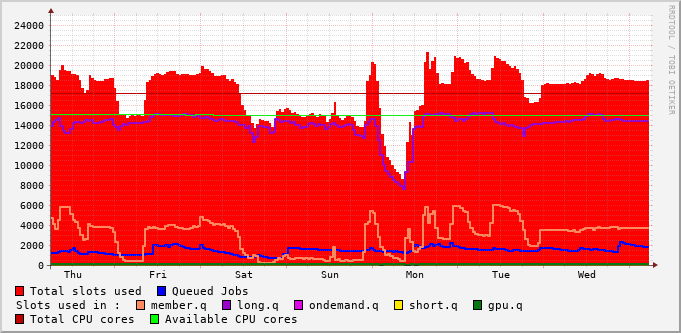 RRDTOOL / TOBI OETIKER
24000
22000
20000
18000
16000
14000
12000
10000
8000
6000
4000
2000
0
Thu Fri Sat Sun Mon Tue Wed
Total slots used Queued Jobs
Slots used in : member.q long.q ondemand.q short.q gpu.q
Total CPU cores Available CPU cores